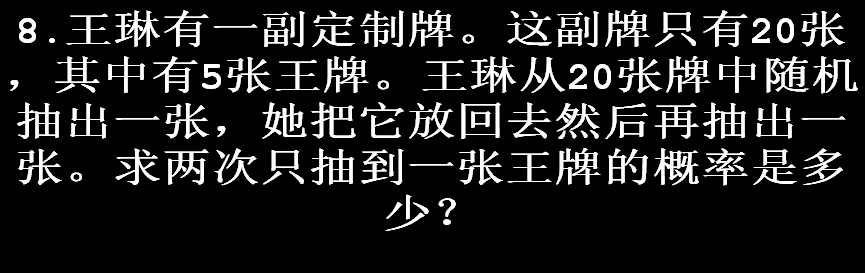 8.王琳有一副定制牌。这副牌只有20张
，其中有5张王牌。王琳从20张牌中随机
抽出一张，她把它放回去然后再抽出一
张。求两次只抽到一张王牌的概率是多
少？